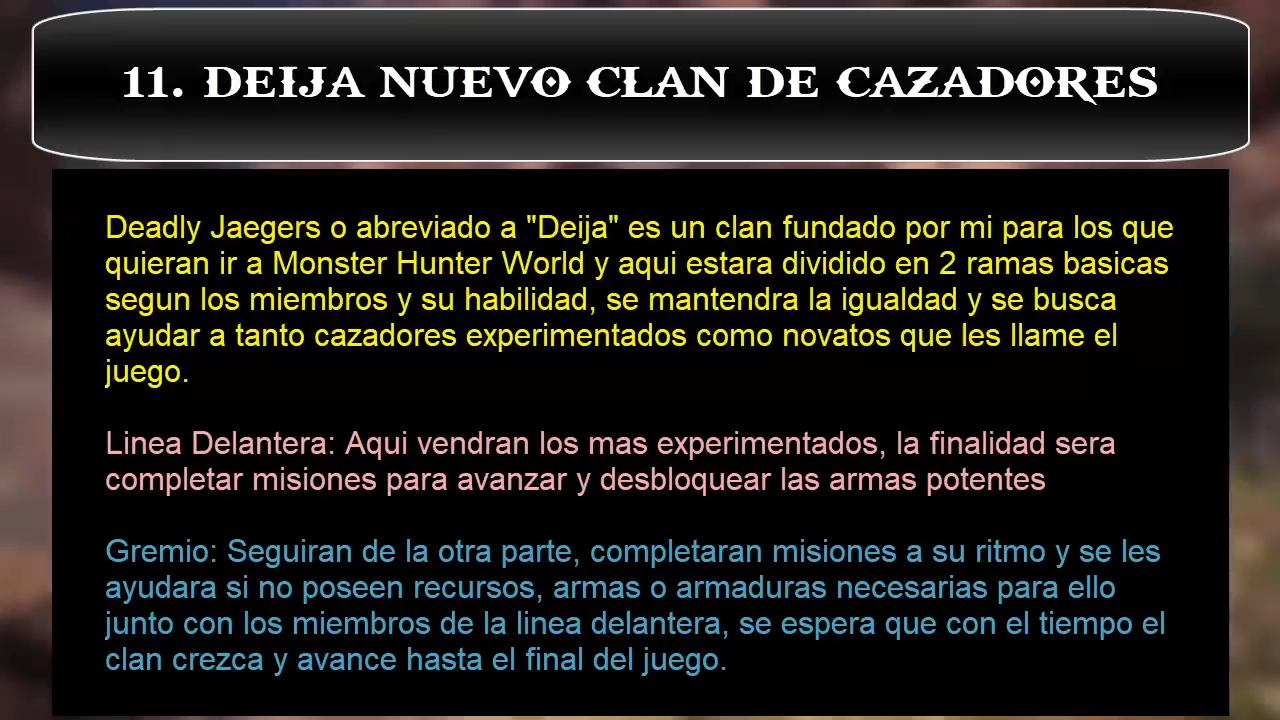 11. DEIJA NUEVO CLAN DE CAZADORES
Deadly Jaegers o abreviado a "Deija" es un clan fundado por mi para los que
quieran ir a Monster Hunter World y aqui estara dividido en 2 ramas basicas
segun los miembros y su habilidad, se mantendra la igualdad y se busca
ayudar a tanto cazadores experimentados como novatos que les llame el
juego.
Linea Delantera: Aqui vendran los mas experimentados, la finalidad sera
completar misiones para avanzar y desbloquear las armas potentes
Gremio: Seguiran de la otra parte, completaran misiones a su ritmo y se les
ayudara si no poseen recursos, armas o armaduras necesarias para ello
junto con los miembros de la linea delantera, se espera que con el tiempo el
clan crezca y avance hasta el final del juego.